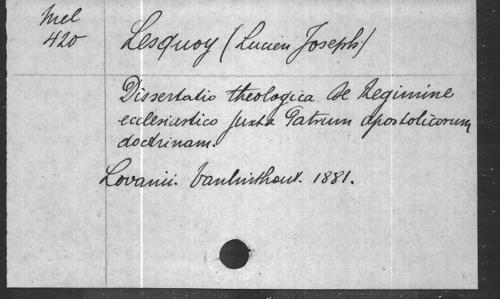 Mel
420
Lesquoy (Lucien Joseph)
Dissertatio theologica de Regimine
ecclesiastico juxta Patrum apostolicorum
doctrinam.
Lovanii. Vanlinthout. 1881.